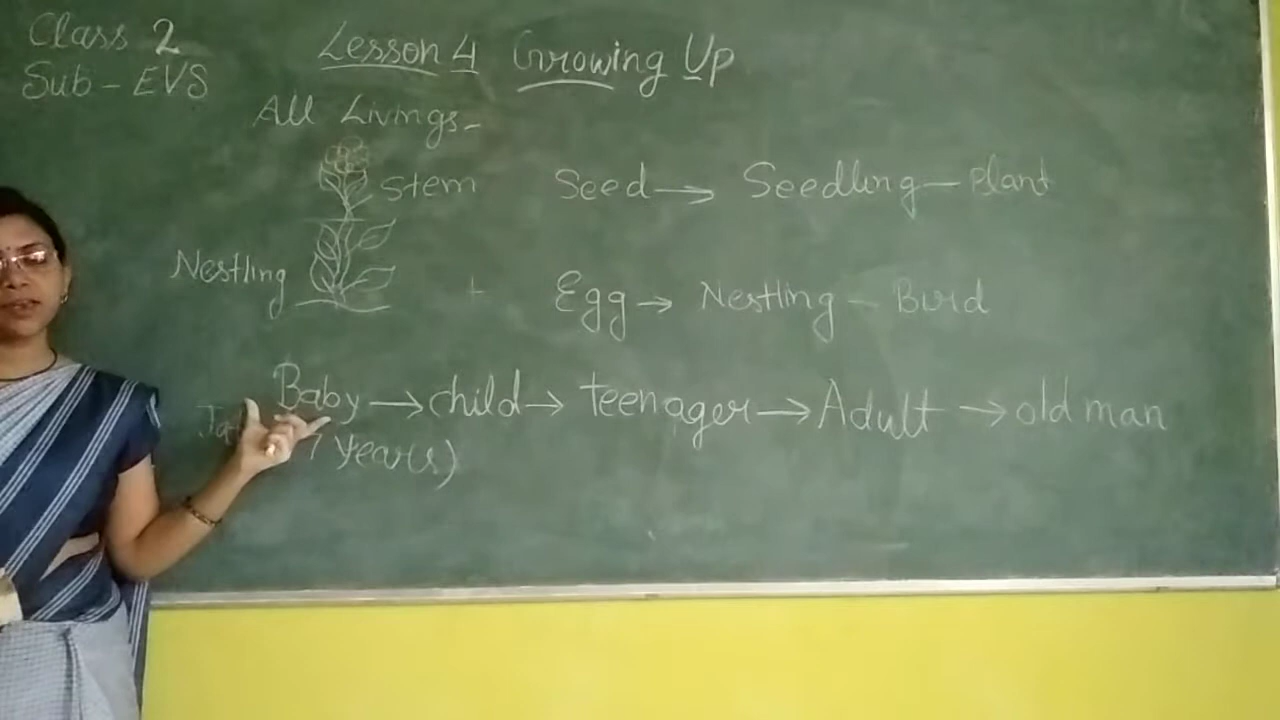 Class 2
Sub - EVS
Lesson 4 Growing Up
All Livings-
Stem
Seed → Seedling — Plant
Nestling
Egg → Nestling — Bird
Baby → child → teenager → Adult → old man
7 Year(s)